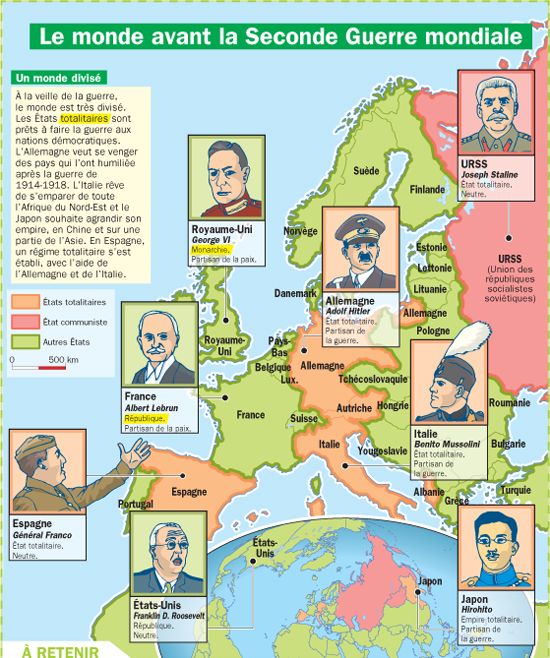 Le monde avant la Seconde Guerre mondiale
Un monde divisé
À la veille de la guerre,
le monde est très divisé.
Les États totalitaires sont
prêts à faire la guerre aux
nations démocratiques.
L'Allemagne veut se venger
des pays qui l'ont humiliée
après la guerre de
1914-1918. L'Italie rêve
de s'emparer de toute
l'Afrique du Nord-Est et le
Japon souhaite agrandir son
empire, en Chine et sur une
partie de l'Asie. En Espagne,
un régime totalitaire s'est
établi, avec l'aide de
l'Allemagne et de l'Italie.
États totalitaires
État communiste
Autres États
0 500 km
Royaume-Uni
George VI
Monarchie.
Partisan de la paix.
URSS
Joseph Staline
État totalitaire.
Neutre.
URSS
(Union des
républiques
socialistes
soviétiques)
Suède
Finlande
Norvège
Estonie
Lettonie
Lituanie
Danemark
Allemagne
Adolf Hitler
État totalitaire.
Partisan de
la guerre.
Allemagne
Pologne
Royaume-
Uni
Pays-
Bas
Belgique
Lux.
Allemagne
Tchécoslovaquie
France
Albert Lebrun
République.
Partisan de la paix.
France
Suisse
Autriche
Hongrie
Roumanie
Italie
Yougoslavie
Bulgarie
Italie
Benito Mussolini
État totalitaire.
Partisan de
la guerre.
Albanie
Grèce
Turquie
Espagne
Portugal
Espagne
Général Franco
État totalitaire.
Neutre.
États-Unis
Franklin D. Roosevelt
République.
Neutre.
États-
Unis
Japon
Japon
Hirohito
Empire totalitaire.
Partisan de
la guerre.
À RETENIR